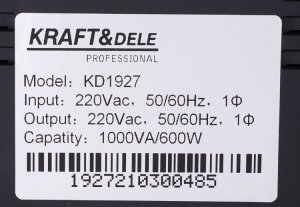 KRAFT&DELE
PROFESSIONAL
Model: KD1927
Input: 220Vac, 50/60Hz, 1Φ
Output: 220Vac, 50/60Hz, 1Φ
Capatity: 1000VA/600W
1927210300485